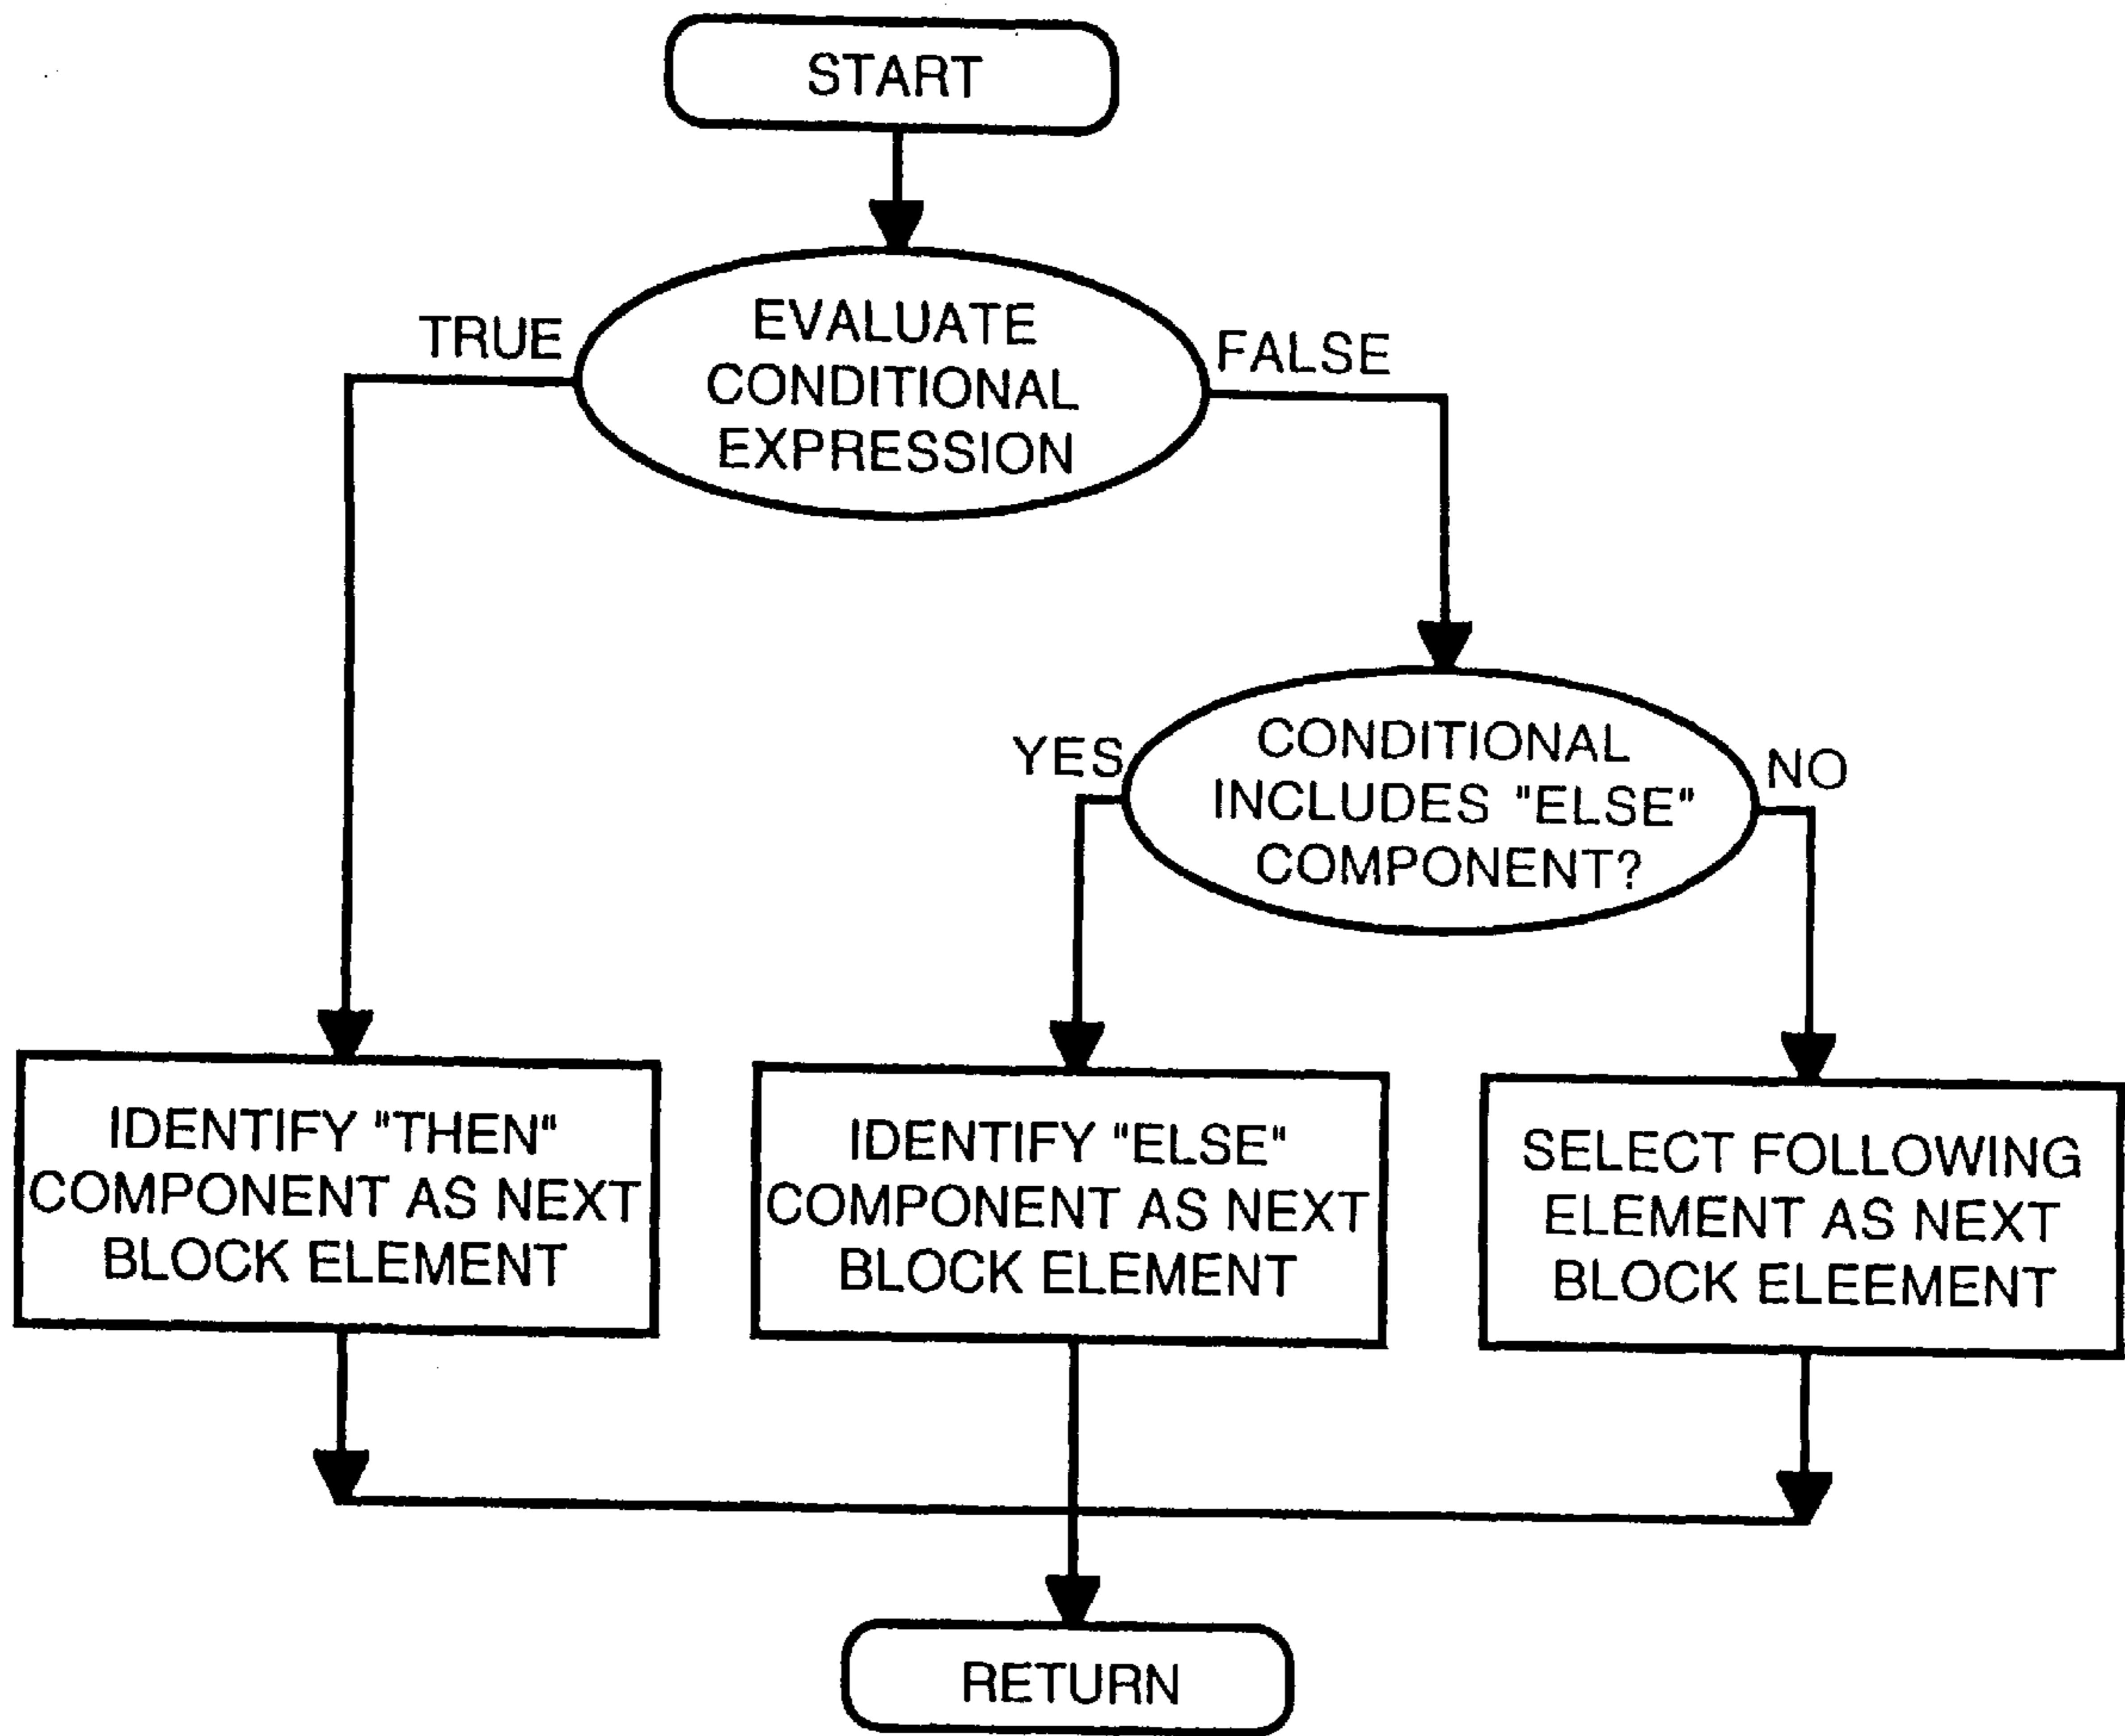 START
EVALUATE
CONDITIONAL
EXPRESSION
TRUE
FALSE
CONDITIONAL
INCLUDES "ELSE"
COMPONENT?
YES
NO
IDENTIFY "THEN"
COMPONENT AS NEXT
BLOCK ELEMENT
IDENTIFY "ELSE"
COMPONENT AS NEXT
BLOCK ELEMENT
SELECT FOLLOWING
ELEMENT AS NEXT
BLOCK ELEEMENT
RETURN